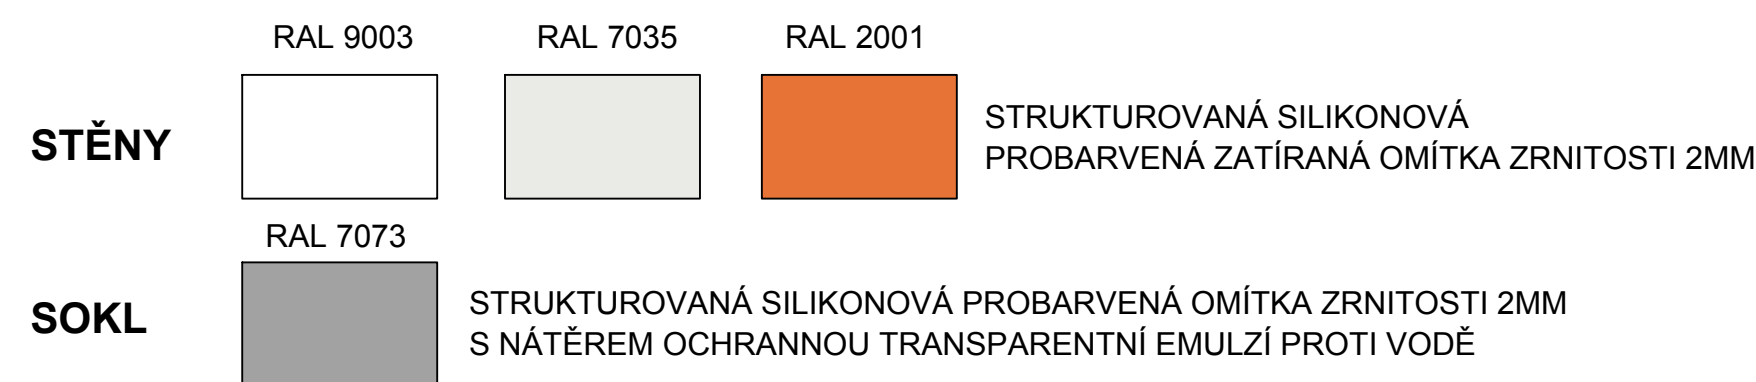 RAL 9003 RAL 7035 RAL 2001
STĚNY
STRUKTUROVANÁ SILIKONOVÁ
PROBARVENÁ ZATÍRANÁ OMÍTKA ZRNITOSTI 2MM
RAL 7073
SOKL
STRUKTUROVANÁ SILIKONOVÁ PROBARVENÁ OMÍTKA ZRNITOSTI 2MM
S NÁTĚREM OCHRANNOU TRANSPARENTNÍ EMULZÍ PROTI VODĚ